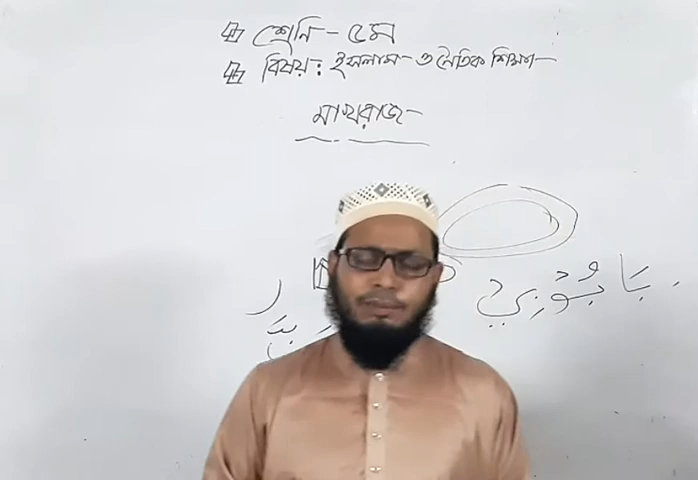 শ্রেনি - ৫ম
বিষয়: ইসলাম ও নৈতিক শিক্ষা -
মাখরাজ -
بَا بُوْ بِيْ